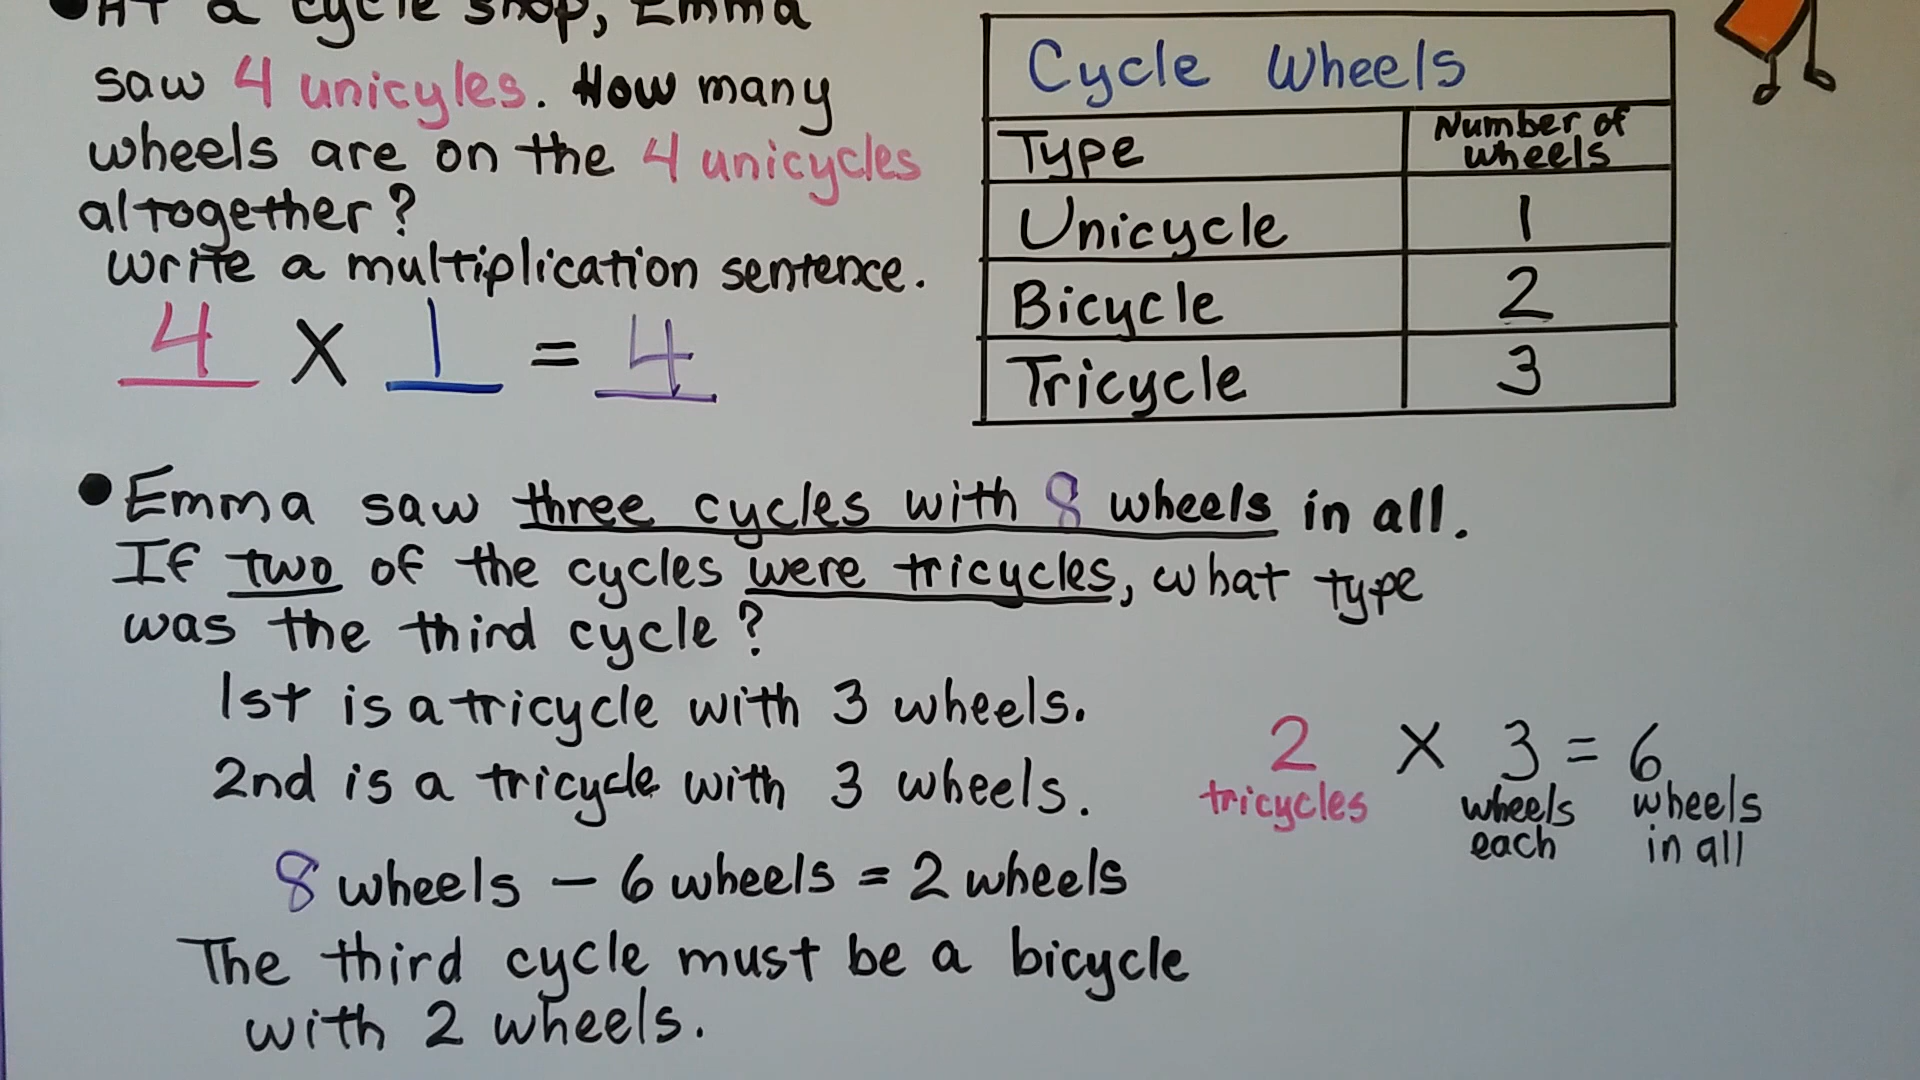 At a cycle shop, Emma
saw 4 unicyles. How many
wheels are on the 4 unicycles
altogether?
Write a multiplication sentence.
4 X 1 = 4
Cycle Wheels
Type Number of wheels
Unicycle 1
Bicycle 2
Tricycle 3
Emma saw three cycles with 8 wheels in all.
If two of the cycles were tricycles, what type
was the third cycle?
1st is a tricycle with 3 wheels.
2nd is a tricycle with 3 wheels.
2 X 3 = 6
tricycles wheels each wheels in all
8 wheels - 6 wheels = 2 wheels
The third cycle must be a bicycle
with 2 wheels.